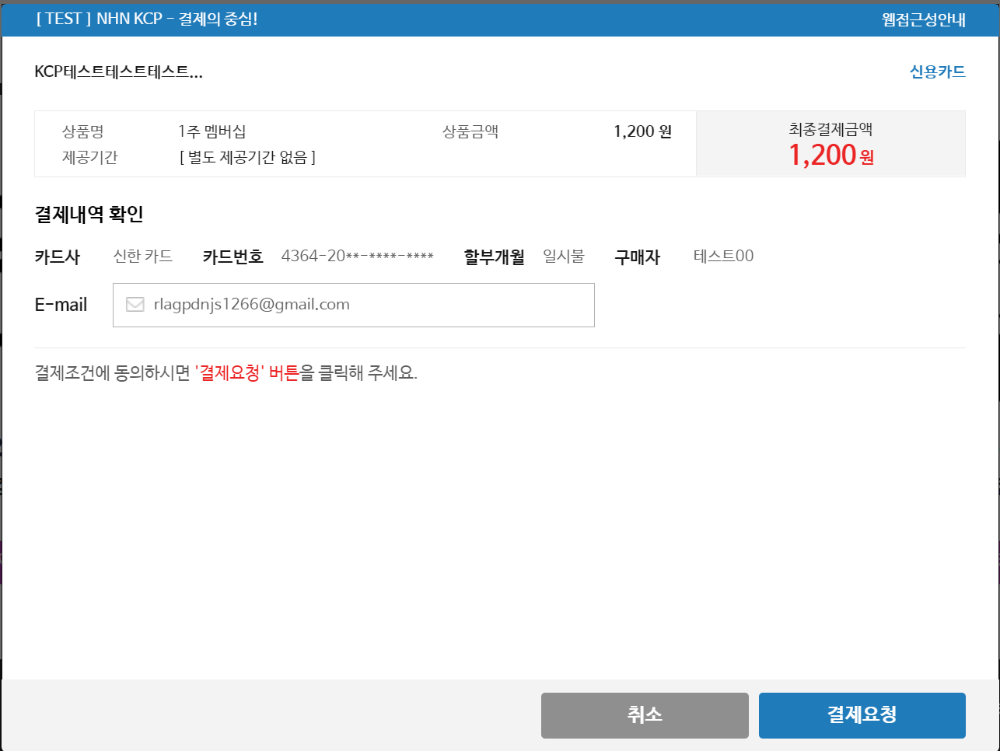 [ TEST ] NHN KCP - 결제의 중심! 웹접근성안내
KCP테스트테스트테스트... 신용카드
상품명 1주 멤버십 상품금액 1,200 원
제공기간 [ 별도 제공기간 없음 ]
최종결제금액
1,200 원
결제내역 확인
카드사 신한 카드 카드번호 4364-20**-****-**** 할부개월 일시불 구매자 테스트00
E-mail rlagpdnjs1266@gmail.com
결제조건에 동의하시면 '결제요청' 버튼을 클릭해 주세요.
취소 결제요청